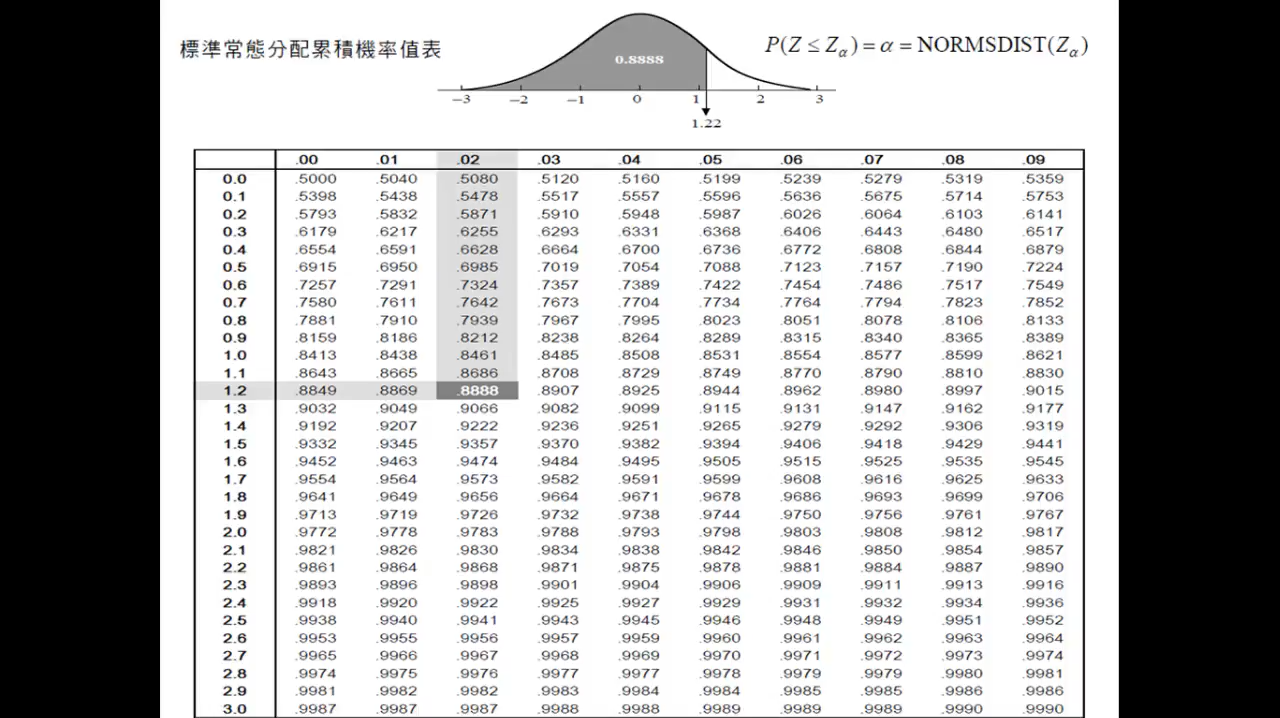 標準常態分配累積機率值表
P(Z ≤ Zα) = α = NORMSDIST(Zα)
0.8888
−3 −2 −1 0 1 2 3
1.22
.00 .01 .02 .03 .04 .05 .06 .07 .08 .09
0.0 .5000 .5040 .5080 .5120 .5160 .5199 .5239 .5279 .5319 .5359
0.1 .5398 .5438 .5478 .5517 .5557 .5596 .5636 .5675 .5714 .5753
0.2 .5793 .5832 .5871 .5910 .5948 .5987 .6026 .6064 .6103 .6141
0.3 .6179 .6217 .6255 .6293 .6331 .6368 .6406 .6443 .6480 .6517
0.4 .6554 .6591 .6628 .6664 .6700 .6736 .6772 .6808 .6844 .6879
0.5 .6915 .6950 .6985 .7019 .7054 .7088 .7123 .7157 .7190 .7224
0.6 .7257 .7291 .7324 .7357 .7389 .7422 .7454 .7486 .7517 .7549
0.7 .7580 .7611 .7642 .7673 .7704 .7734 .7764 .7794 .7823 .7852
0.8 .7881 .7910 .7939 .7967 .7995 .8023 .8051 .8078 .8106 .8133
0.9 .8159 .8186 .8212 .8238 .8264 .8289 .8315 .8340 .8365 .8389
1.0 .8413 .8438 .8461 .8485 .8508 .8531 .8554 .8577 .8599 .8621
1.1 .8643 .8665 .8686 .8708 .8729 .8749 .8770 .8790 .8810 .8830
1.2 .8849 .8869 .8888 .8907 .8925 .8944 .8962 .8980 .8997 .9015
1.3 .9032 .9049 .9066 .9082 .9099 .9115 .9131 .9147 .9162 .9177
1.4 .9192 .9207 .9222 .9236 .9251 .9265 .9279 .9292 .9306 .9319
1.5 .9332 .9345 .9357 .9370 .9382 .9394 .9406 .9418 .9429 .9441
1.6 .9452 .9463 .9474 .9484 .9495 .9505 .9515 .9525 .9535 .9545
1.7 .9554 .9564 .9573 .9582 .9591 .9599 .9608 .9616 .9625 .9633
1.8 .9641 .9649 .9656 .9664 .9671 .9678 .9686 .9693 .9699 .9706
1.9 .9713 .9719 .9726 .9732 .9738 .9744 .9750 .9756 .9761 .9767
2.0 .9772 .9778 .9783 .9788 .9793 .9798 .9803 .9808 .9812 .9817
2.1 .9821 .9826 .9830 .9834 .9838 .9842 .9846 .9850 .9854 .9857
2.2 .9861 .9864 .9868 .9871 .9875 .9878 .9881 .9884 .9887 .9890
2.3 .9893 .9896 .9898 .9901 .9904 .9906 .9909 .9911 .9913 .9916
2.4 .9918 .9920 .9922 .9925 .9927 .9929 .9931 .9932 .9934 .9936
2.5 .9938 .9940 .9941 .9943 .9945 .9946 .9948 .9949 .9951 .9952
2.6 .9953 .9955 .9956 .9957 .9959 .9960 .9961 .9962 .9963 .9964
2.7 .9965 .9966 .9967 .9968 .9969 .9970 .9971 .9972 .9973 .9974
2.8 .9974 .9975 .9976 .9977 .9977 .9978 .9979 .9979 .9980 .9981
2.9 .9981 .9982 .9982 .9983 .9984 .9984 .9985 .9985 .9986 .9986
3.0 .9987 .9987 .9987 .9988 .9988 .9989 .9989 .9989 .9990 .9990